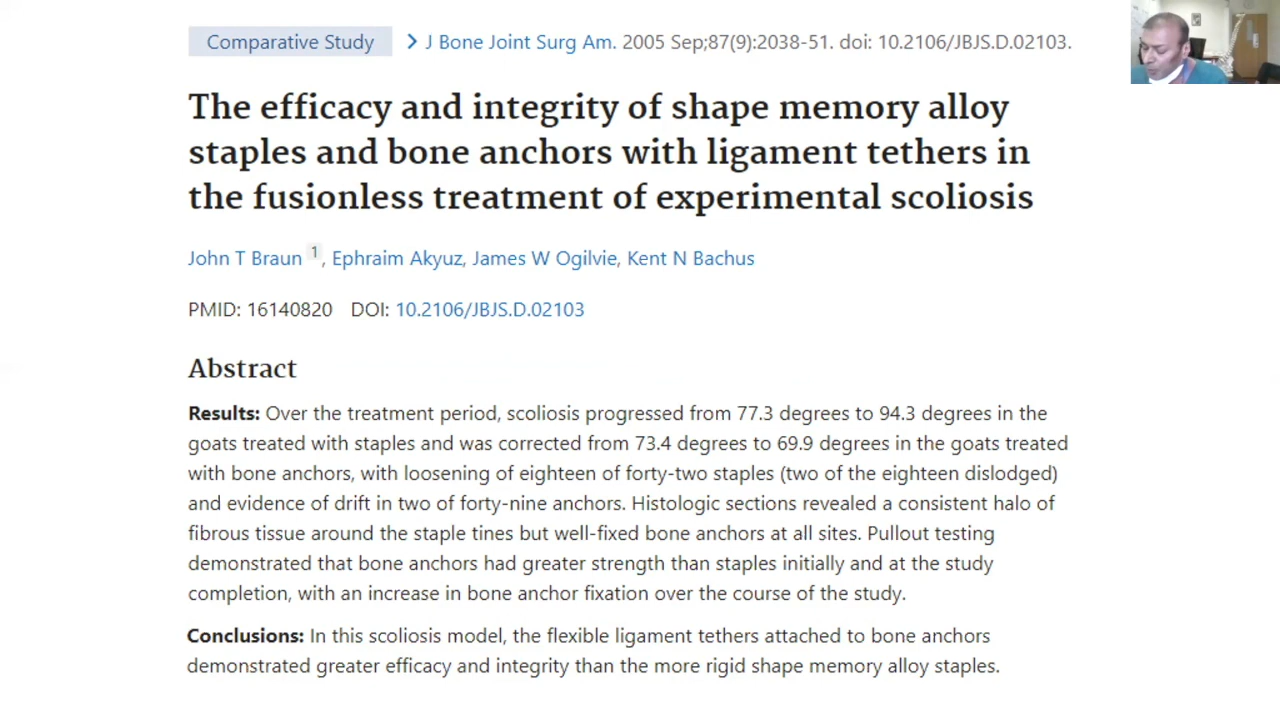 Comparative Study > J Bone Joint Surg Am. 2005 Sep;87(9):2038-51. doi: 10.2106/JBJS.D.02103.
The efficacy and integrity of shape memory alloy
staples and bone anchors with ligament tethers in
the fusionless treatment of experimental scoliosis
John T Braun 1, Ephraim Akyuz, James W Ogilvie, Kent N Bachus
PMID: 16140820 DOI: 10.2106/JBJS.D.02103
Abstract
Results: Over the treatment period, scoliosis progressed from 77.3 degrees to 94.3 degrees in the
goats treated with staples and was corrected from 73.4 degrees to 69.9 degrees in the goats treated
with bone anchors, with loosening of eighteen of forty-two staples (two of the eighteen dislodged)
and evidence of drift in two of forty-nine anchors. Histologic sections revealed a consistent halo of
fibrous tissue around the staple tines but well-fixed bone anchors at all sites. Pullout testing
demonstrated that bone anchors had greater strength than staples initially and at the study
completion, with an increase in bone anchor fixation over the course of the study.
Conclusions: In this scoliosis model, the flexible ligament tethers attached to bone anchors
demonstrated greater efficacy and integrity than the more rigid shape memory alloy staples.